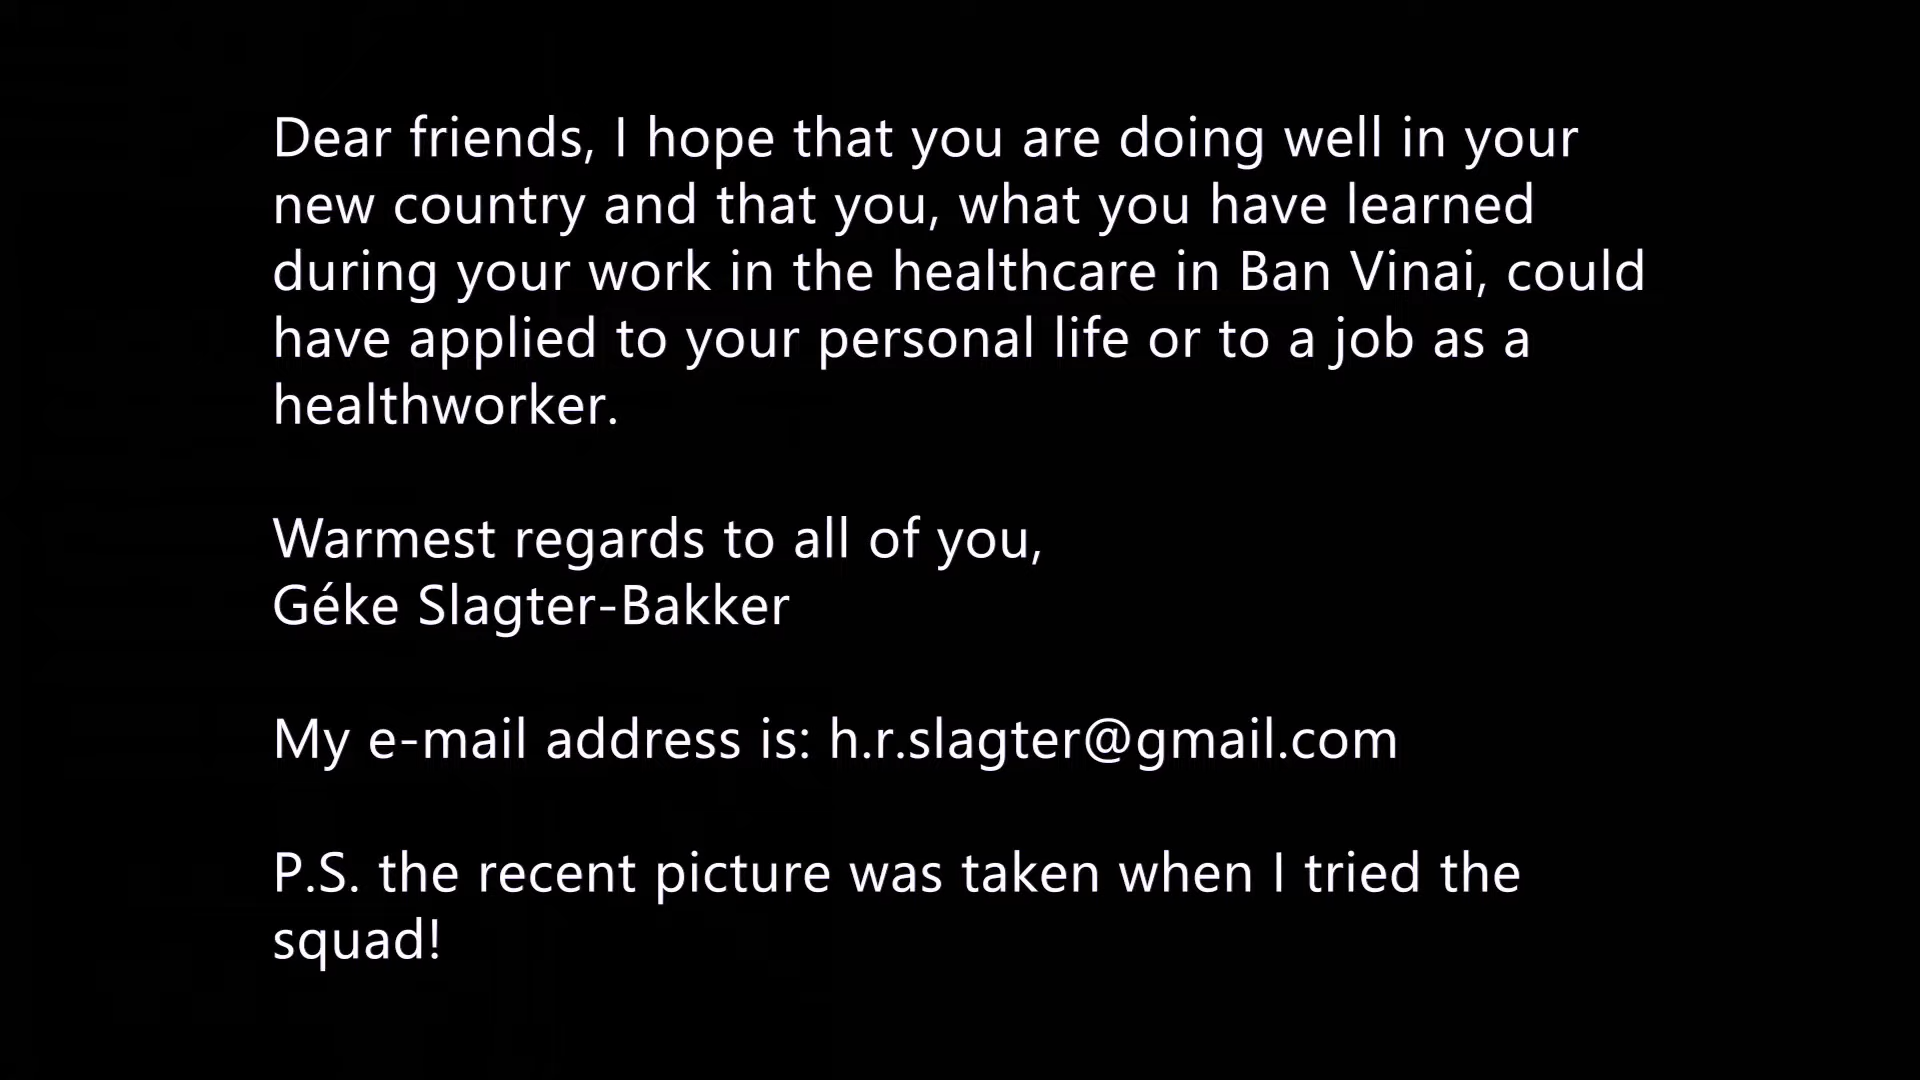 Dear friends, I hope that you are doing well in your
new country and that you, what you have learned
during your work in the healthcare in Ban Vinai, could
have applied to your personal life or to a job as a
healthworker.
Warmest regards to all of you,
Géke Slagter-Bakker
My e-mail address is: h.r.slagter@gmail.com
P.S. the recent picture was taken when I tried the
squad!